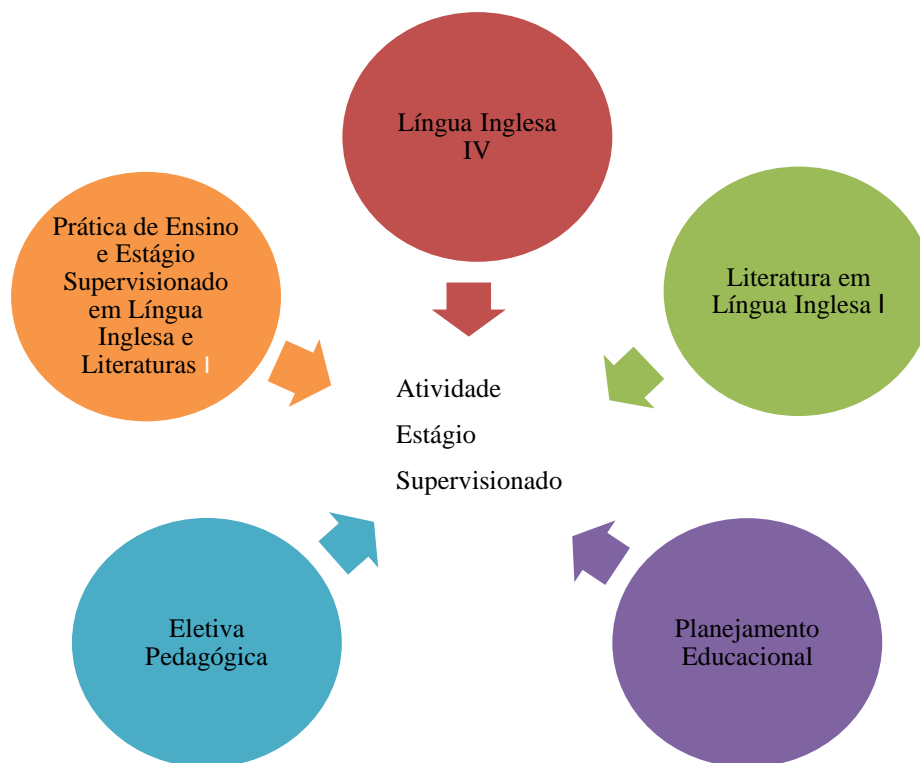 Língua Inglesa
IV
Prática de Ensino
e Estágio
Supervisionado
em Língua
Inglesa e
Literaturas I
Literatura em
Língua Inglesa I
Atividade
Estágio
Supervisionado
Eletiva
Pedagógica
Planejamento
Educacional